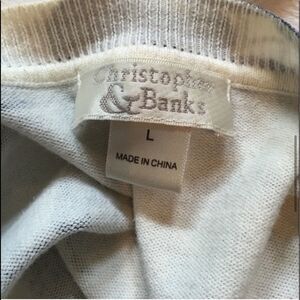 Christopher
& Banks
L
MADE IN CHINA